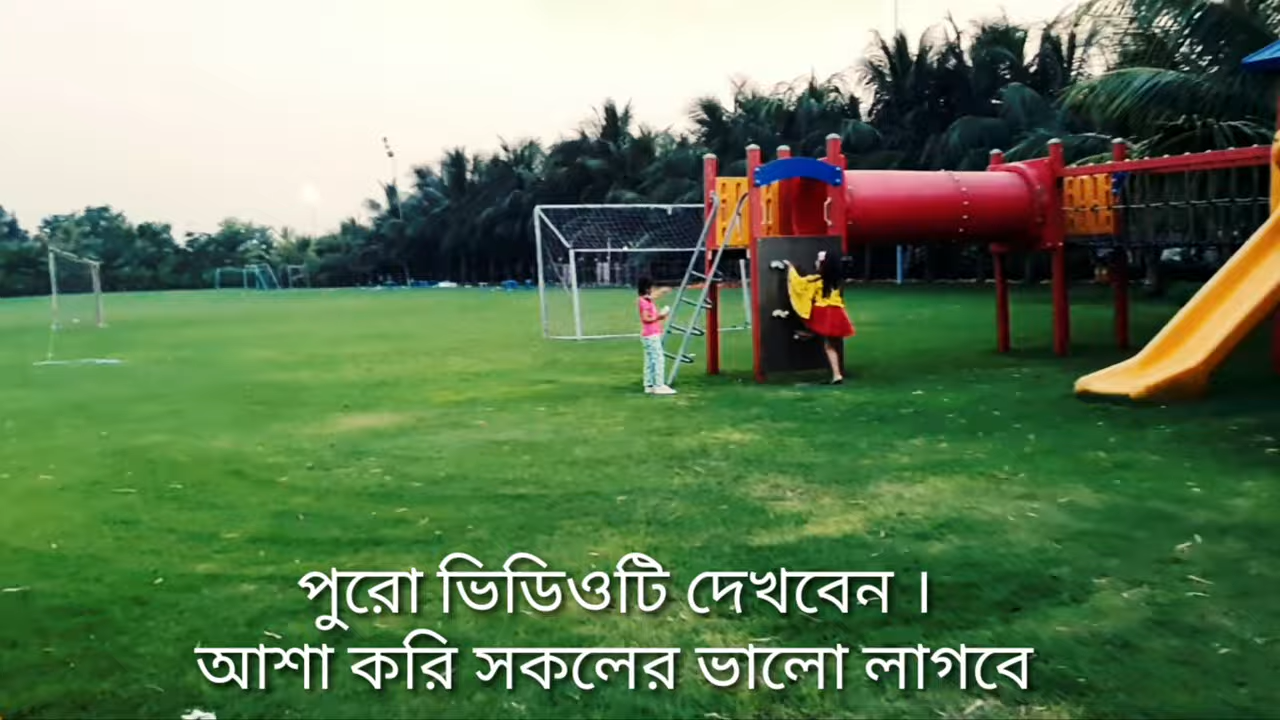 পুরো ভিডিওটি দেখবেন ।
আশা করি সকলের ভালো লাগবে